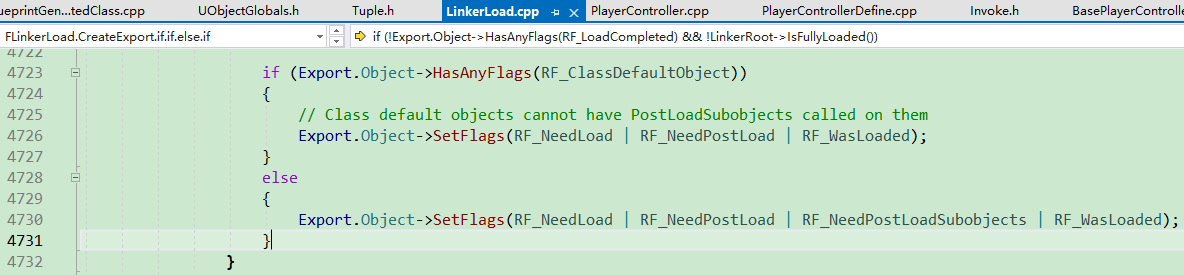 ueprintGen...tedClass.cpp UObjectGlobals.h Tuple.h LinkerLoad.cpp PlayerController.cpp PlayerControllerDefine.cpp Invoke.h BasePlayerControlle
FLinkerLoad.CreateExport.if.if.else.if if (!Export.Object->HasAnyFlags(RF_LoadCompleted) && !LinkerRoot->IsFullyLoaded())
4722
4723 if (Export.Object->HasAnyFlags(RF_ClassDefaultObject))
4724 {
4725 // Class default objects cannot have PostLoadSubobjects called on them
4726 Export.Object->SetFlags(RF_NeedLoad | RF_NeedPostLoad | RF_WasLoaded);
4727 }
4728 else
4729 {
4730 Export.Object->SetFlags(RF_NeedLoad | RF_NeedPostLoad | RF_NeedPostLoadSubobjects | RF_WasLoaded);
4731 }
4732 }